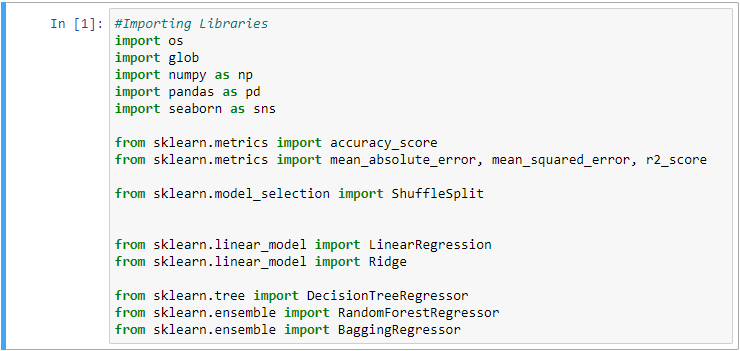 In [1]: #Importing Libraries
import os
import glob
import numpy as np
import pandas as pd
import seaborn as sns
from sklearn.metrics import accuracy_score
from sklearn.metrics import mean_absolute_error, mean_squared_error, r2_score
from sklearn.model_selection import ShuffleSplit
from sklearn.linear_model import LinearRegression
from sklearn.linear_model import Ridge
from sklearn.tree import DecisionTreeRegressor
from sklearn.ensemble import RandomForestRegressor
from sklearn.ensemble import BaggingRegressor